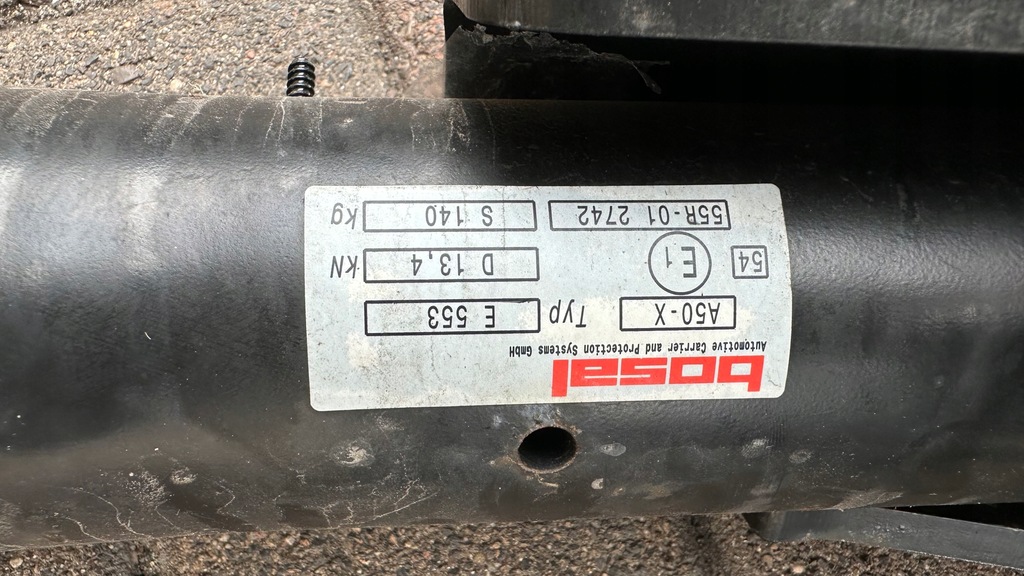 bosal
Automotive Carrier and Protection Systems GmbH
A50-X Typ E 553
54 E1 D 13,4 kN
55R-01 2742 S 140 kg